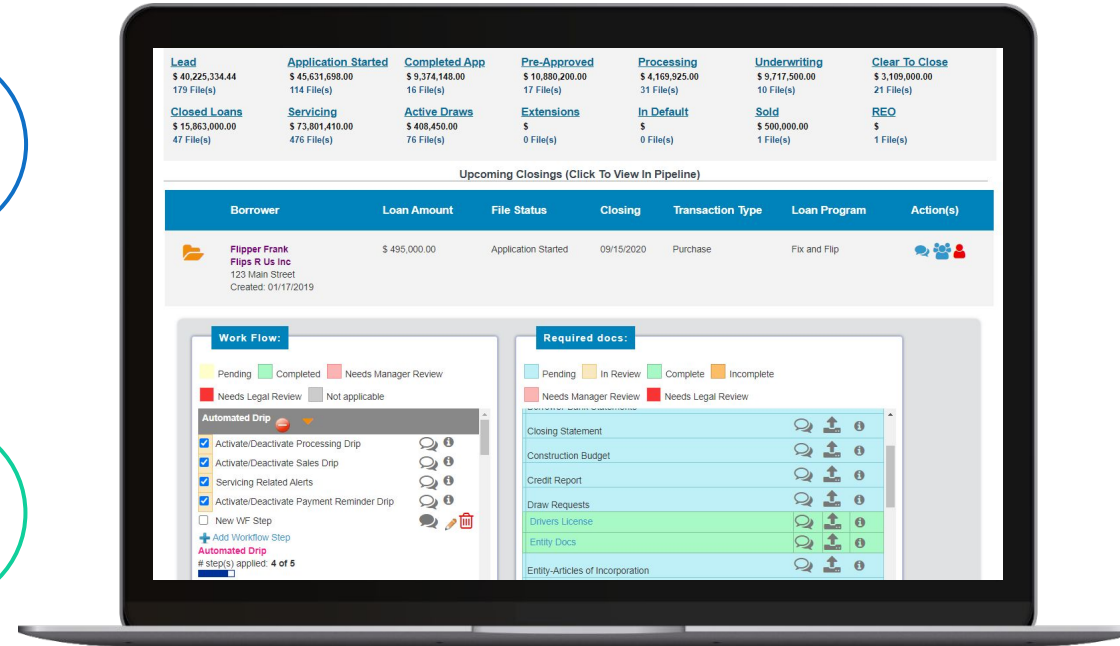 Lead Application Started Completed App Pre-Approved Processing Underwriting Clear To Close
$ 40,225,334.44 $ 45,631,698.00 $ 9,374,148.00 $ 10,880,200.00 $ 4,169,925.00 $ 9,717,500.00 $ 3,109,000.00
179 File(s) 114 File(s) 16 File(s) 17 File(s) 31 File(s) 10 File(s) 21 File(s)
Closed Loans Servicing Active Draws Extensions In Default Sold REO
$ 15,863,000.00 $ 73,801,410.00 $ 408,450.00 $ $ $ 500,000.00 $
47 File(s) 476 File(s) 76 File(s) 0 File(s) 0 File(s) 1 File(s) 1 File(s)
Upcoming Closings (Click To View In Pipeline)
Borrower Loan Amount File Status Closing Transaction Type Loan Program Action(s)
Flipper Frank $ 495,000.00 Application Started 09/15/2020 Purchase Fix and Flip
Flips R Us Inc
123 Main Street
Created: 01/17/2019
Work Flow:
Pending Completed Needs Manager Review
Needs Legal Review Not applicable
Automated Drip
Activate/Deactivate Processing Drip
Activate/Deactivate Sales Drip
Servicing Related Alerts
Activate/Deactivate Payment Reminder Drip
New WF Step
Add Workflow Step
Automated Drip
# step(s) applied: 4 of 5
Required docs:
Pending In Review Complete Incomplete
Needs Manager Review Needs Legal Review
Borrower Bank Statements
Closing Statement
Construction Budget
Credit Report
Draw Requests
Drivers License
Entity Docs
Entity-Articles of Incorporation